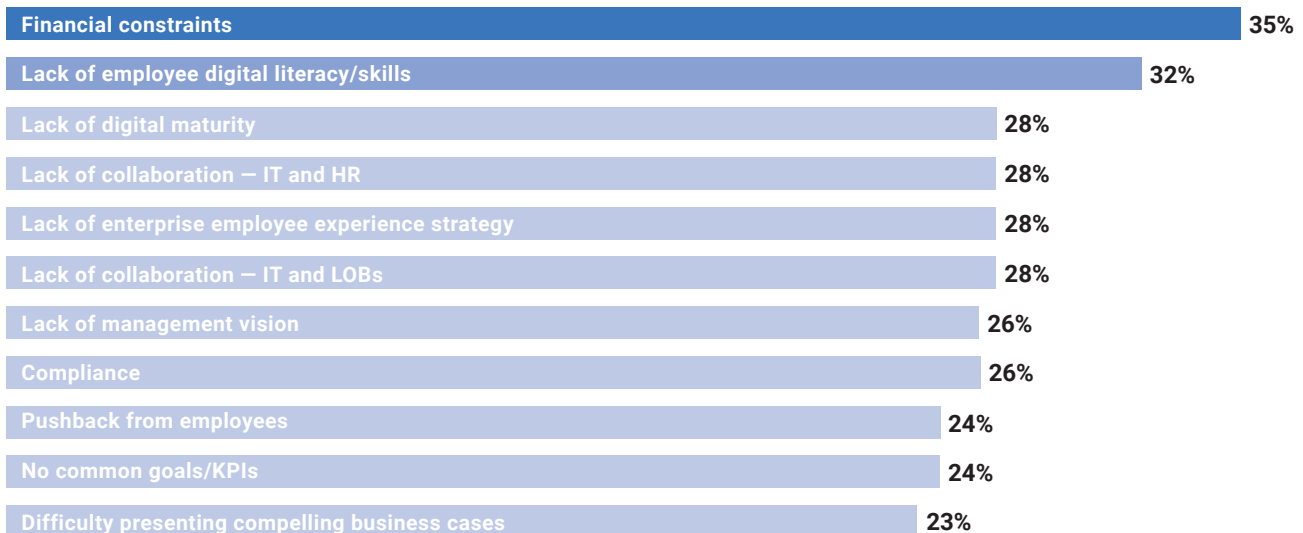 Financial constraints 35%
Lack of employee digital literacy/skills 32%
Lack of digital maturity 28%
Lack of collaboration — IT and HR 28%
Lack of enterprise employee experience strategy 28%
Lack of collaboration — IT and LOBs 28%
Lack of management vision 26%
Compliance 26%
Pushback from employees 24%
No common goals/KPIs 24%
Difficulty presenting compelling business cases 23%